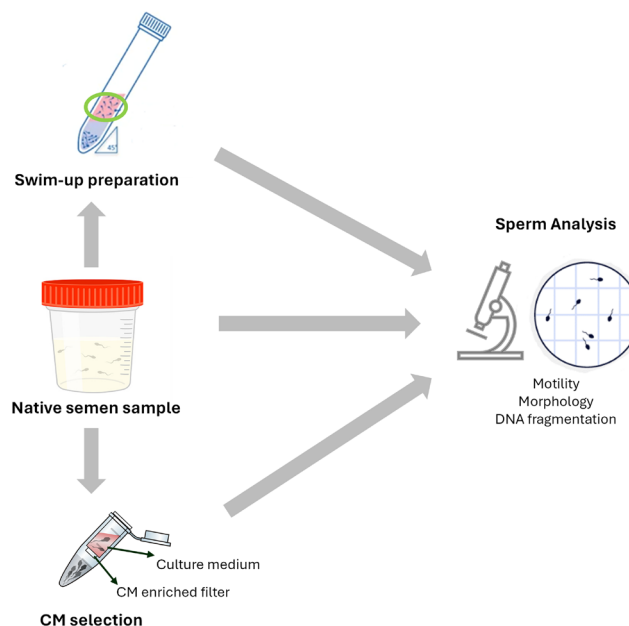 45°
Swim-up preparation
Sperm Analysis
Native semen sample
Motility
Morphology
DNA fragmentation
Culture medium
CM enriched filter
CM selection